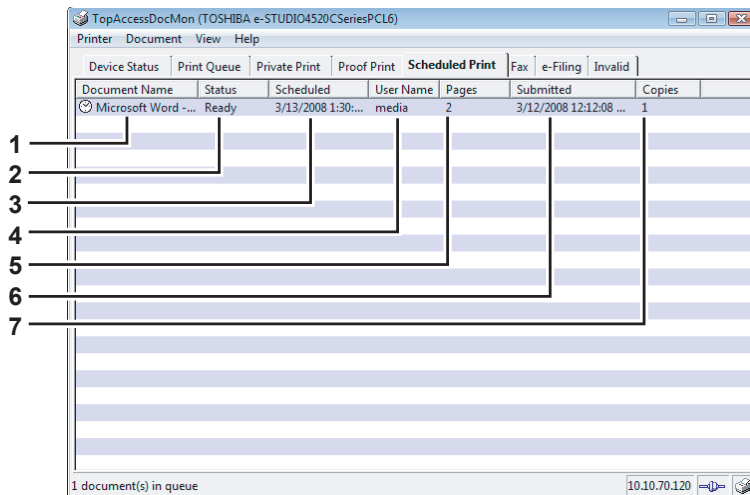 TopAccessDocMon (TOSHIBA e-STUDIO4520CSeriesPCL6)
Printer Document View Help
Device Status Print Queue Private Print Proof Print Scheduled Print Fax e-Filing Invalid
Document Name Status Scheduled User Name Pages Submitted Copies
Microsoft Word -... Ready 3/13/2008 1:30:... media 2 3/12/2008 12:12:08 ... 1
1
2
3
4
5
6
7
1 document(s) in queue 10.10.70.120